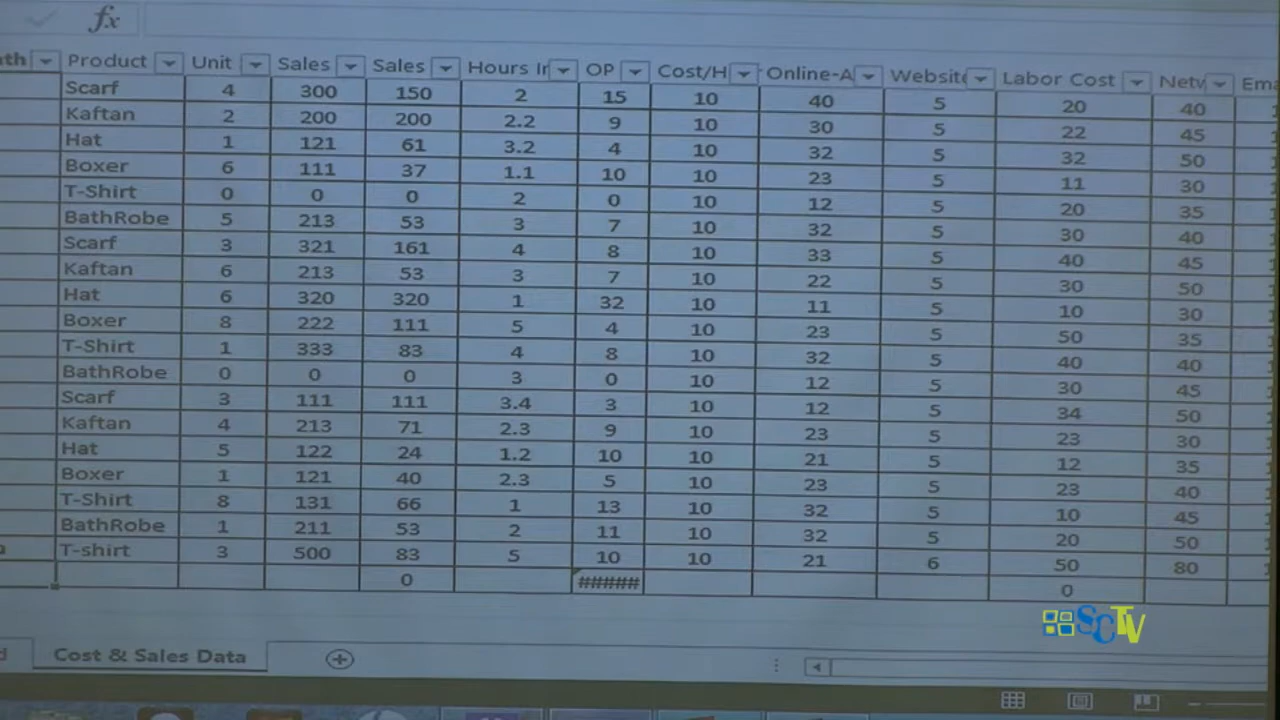 fx
th Product Unit Sales Sales Hours Ir OP Cost/H Online-A Website Labor Cost Netw Ema
Scarf 4 300 150 2 15 10 40 5 20 40
Kaftan 2 200 200 2.2 9 10 30 5 22 45
Hat 1 121 61 3.2 4 10 32 5 32 50
Boxer 6 111 37 1.1 10 10 23 5 11 30
T-Shirt 0 0 0 2 0 10 12 5 20 35
BathRobe 5 213 53 3 7 10 32 5 30 40
Scarf 3 321 161 4 8 10 33 5 40 45
Kaftan 6 213 53 3 7 10 22 5 30 50
Hat 6 320 320 1 32 10 11 5 10 30
Boxer 8 222 111 5 4 10 23 5 50 35
T-Shirt 1 333 83 4 8 10 32 5 40 40
BathRobe 0 0 0 3 0 10 12 5 30 45
Scarf 3 111 111 3.4 3 10 12 5 34 50
Kaftan 4 213 71 2.3 9 10 23 5 23 30
Hat 5 122 24 1.2 10 10 21 5 12 35
Boxer 1 121 40 2.3 5 10 23 5 23 40
T-Shirt 8 131 66 1 13 10 32 5 10 45
BathRobe 1 211 53 2 11 10 32 5 20 50
T-shirt 3 500 83 5 10 10 21 6 50 80
0 ##### 0
SCTV
d Cost & Sales Data